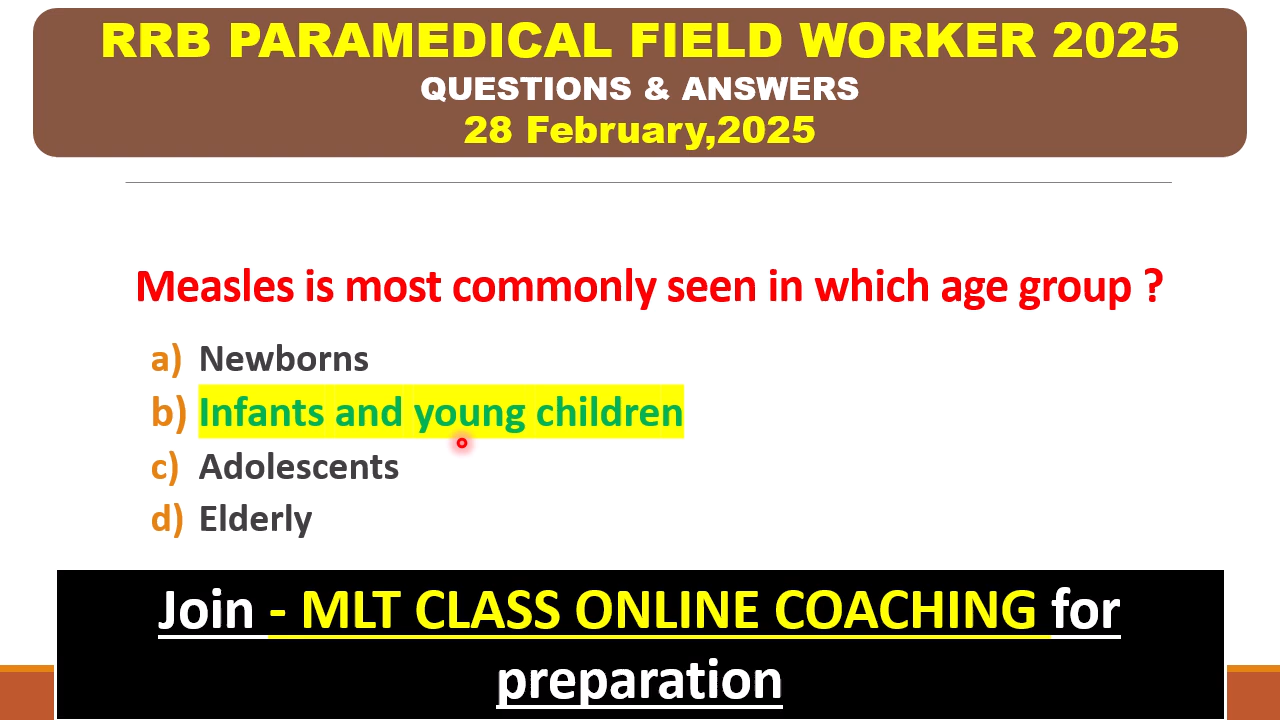 RRB PARAMEDICAL FIELD WORKER 2025
QUESTIONS & ANSWERS
28 February,2025
Measles is most commonly seen in which age group ?
a) Newborns
b) Infants and young children
c) Adolescents
d) Elderly
Join - MLT CLASS ONLINE COACHING for
preparation